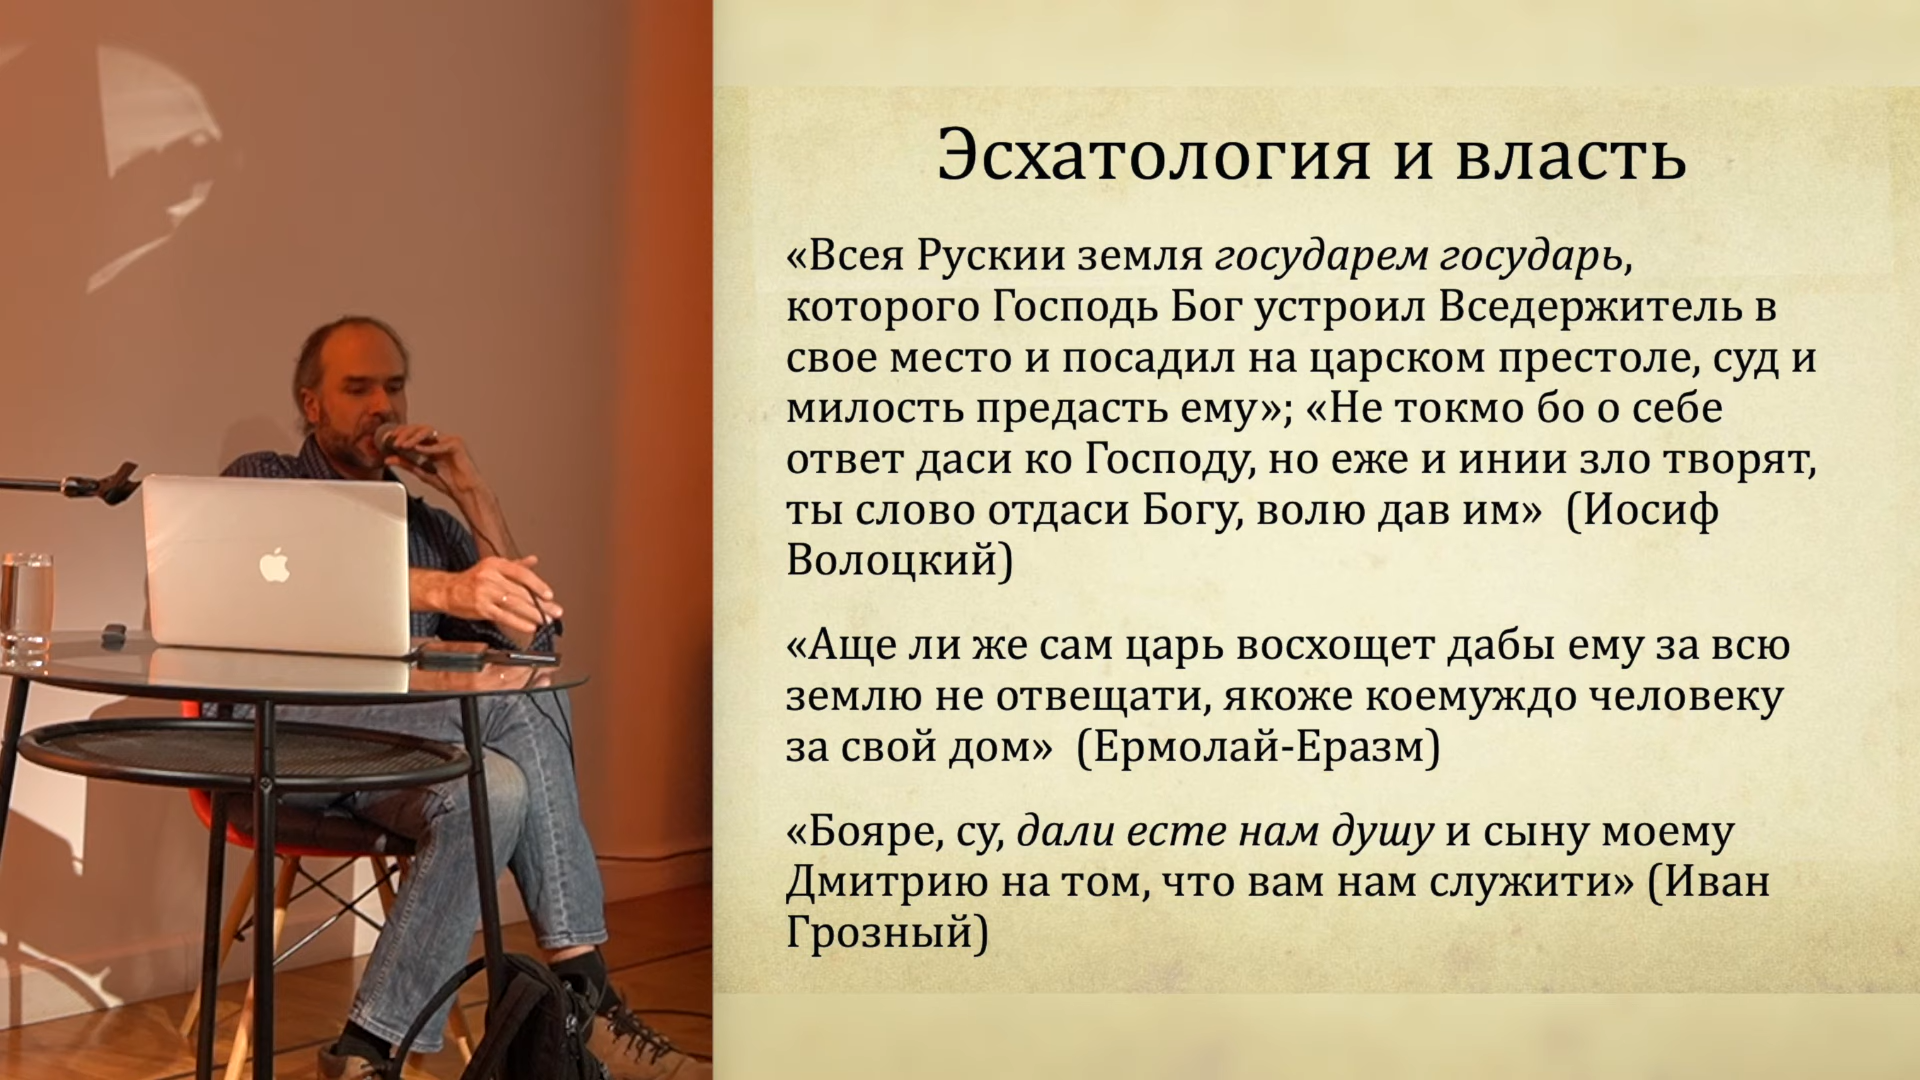 Эсхатология и власть
«Всея Рускии земля государем государь,
которого Господь Бог устроил Вседержитель в
свое место и посадил на царском престоле, суд и
милость предасть ему»; «Не токмо бо о себе
ответ даси ко Господу, но еже и инии зло творят,
ты слово отдаси Богу, волю дав им» (Иосиф
Волоцкий)
«Аще ли же сам царь восхощет дабы ему за всю
землю не отвещати, якоже коемуждо человеку
за свой дом» (Ермолай-Еразм)
«Бояре, су, дали есте нам душу и сыну моему
Дмитрию на том, что вам нам служити» (Иван
Грозный)